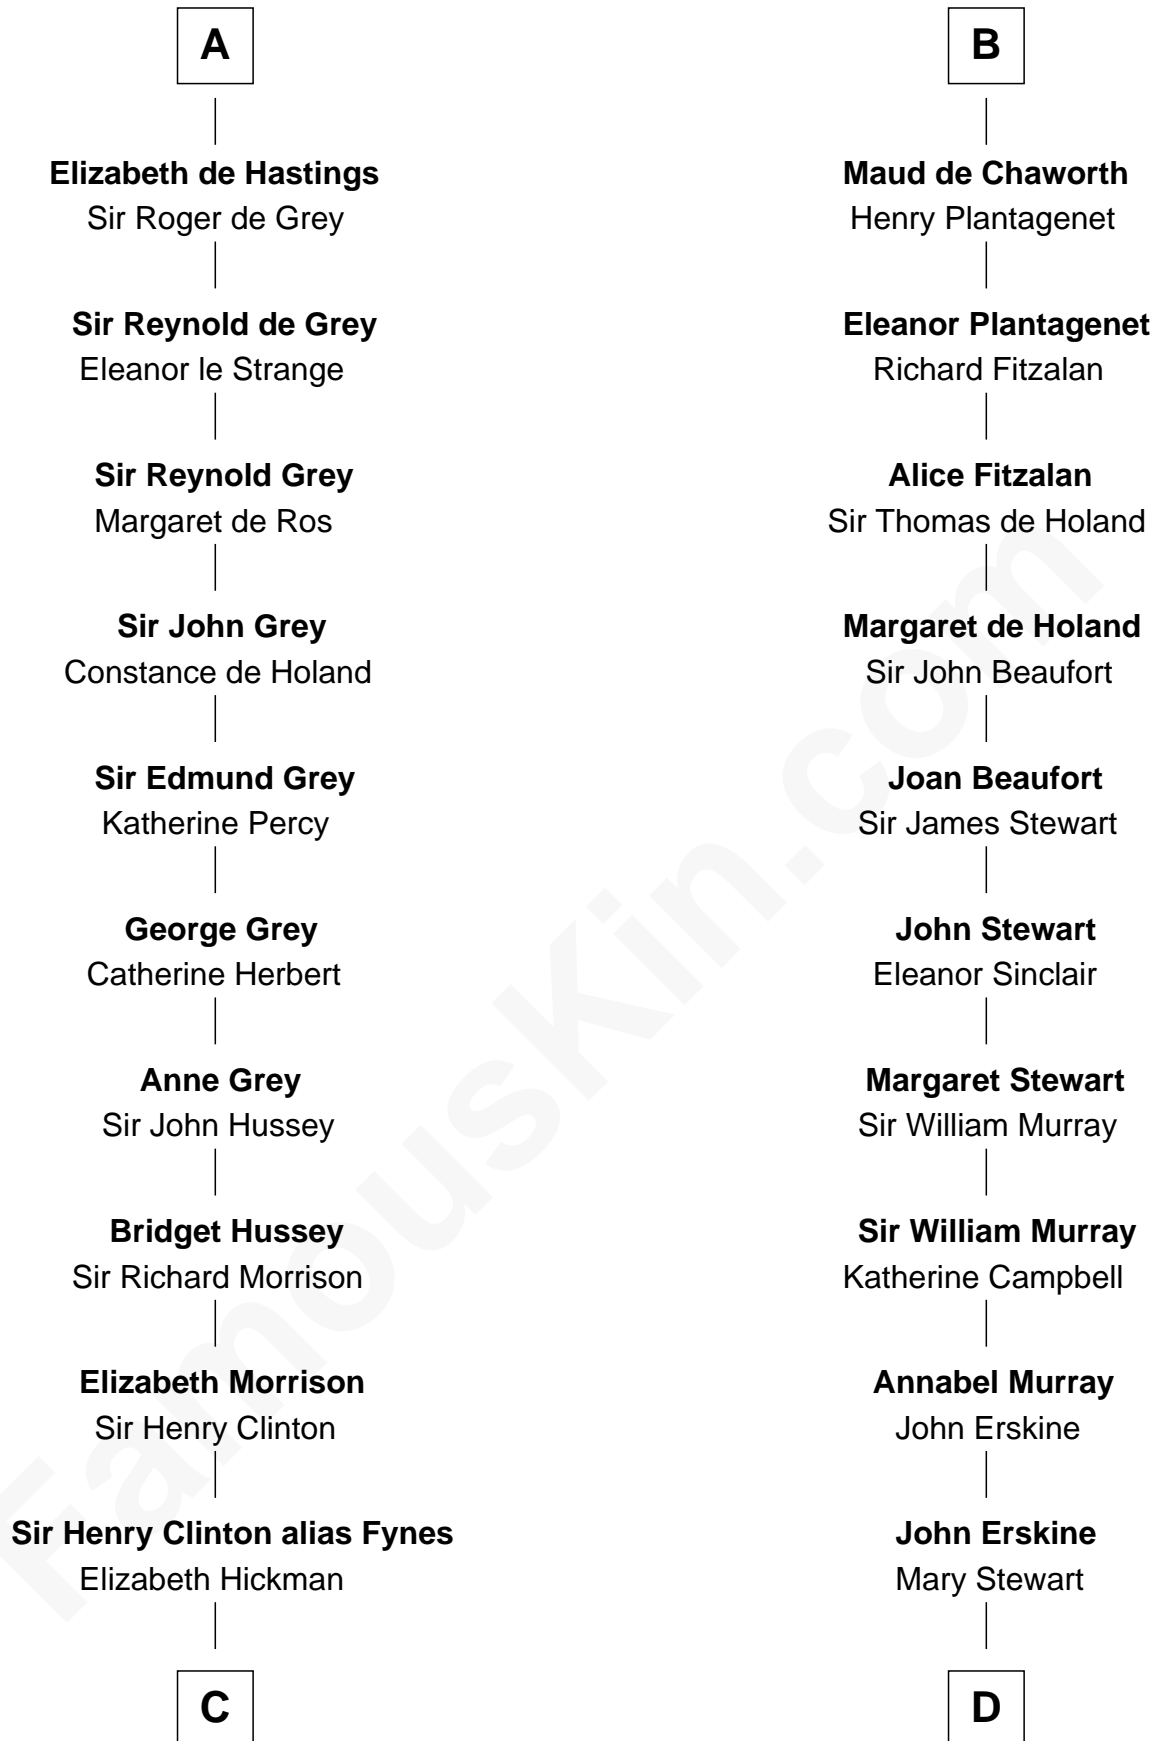 A
Elizabeth de Hastings
Sir Roger de Grey
Sir Reynold de Grey
Eleanor le Strange
Sir Reynold Grey
Margaret de Ros
Sir John Grey
Constance de Holand
Sir Edmund Grey
Katherine Percy
George Grey
Catherine Herbert
Anne Grey
Sir John Hussey
Bridget Hussey
Sir Richard Morrison
Elizabeth Morrison
Sir Henry Clinton
Sir Henry Clinton alias Fynes
Elizabeth Hickman
C
B
Maud de Chaworth
Henry Plantagenet
Eleanor Plantagenet
Richard Fitzalan
Alice Fitzalan
Sir Thomas de Holand
Margaret de Holand
Sir John Beaufort
Joan Beaufort
Sir James Stewart
John Stewart
Eleanor Sinclair
Margaret Stewart
Sir William Murray
Sir William Murray
Katherine Campbell
Annabel Murray
John Erskine
John Erskine
Mary Stewart
D
FamousKin.com